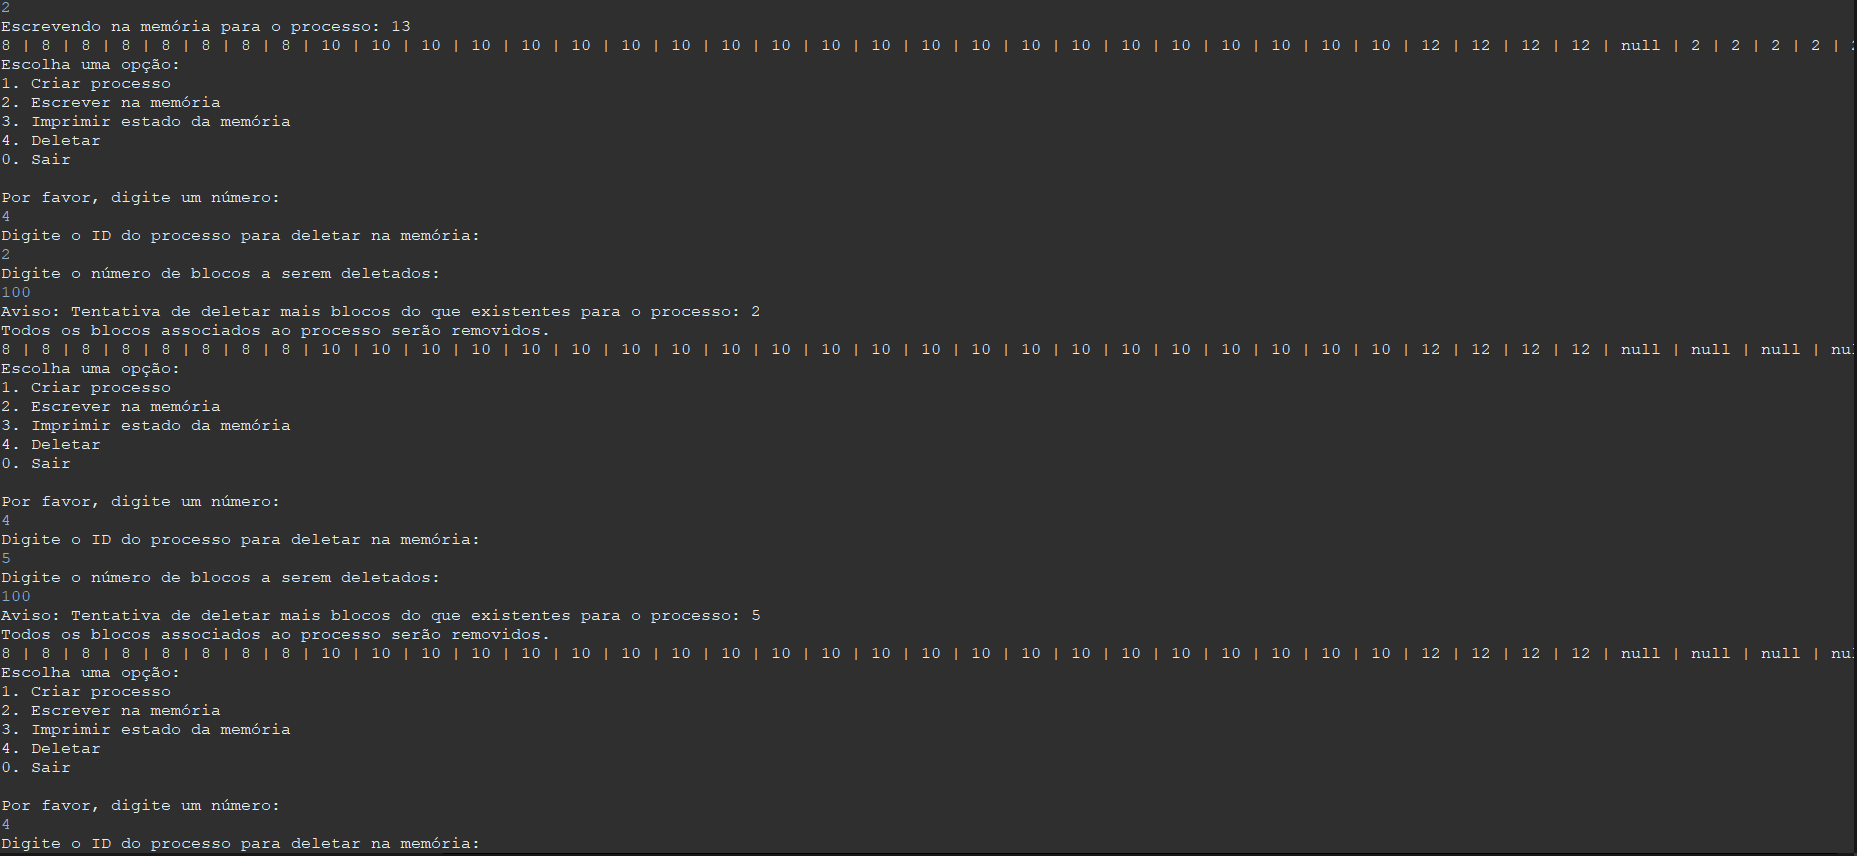 2
Escrevendo na memória para o processo: 13
8 | 8 | 8 | 8 | 8 | 8 | 8 | 8 | 10 | 10 | 10 | 10 | 10 | 10 | 10 | 10 | 10 | 10 | 10 | 10 | 10 | 10 | 10 | 10 | 10 | 10 | 10 | 10 | 10 | 10 | 12 | 12 | 12 | 12 | null | 2 | 2 | 2 | 2 |
Escolha uma opção:
1. Criar processo
2. Escrever na memória
3. Imprimir estado da memória
4. Deletar
0. Sair
Por favor, digite um número:
4
Digite o ID do processo para deletar na memória:
2
Digite o número de blocos a serem deletados:
100
Aviso: Tentativa de deletar mais blocos do que existentes para o processo: 2
Todos os blocos associados ao processo serão removidos.
8 | 8 | 8 | 8 | 8 | 8 | 8 | 8 | 10 | 10 | 10 | 10 | 10 | 10 | 10 | 10 | 10 | 10 | 10 | 10 | 10 | 10 | 10 | 10 | 10 | 10 | 10 | 10 | 10 | 10 | 12 | 12 | 12 | 12 | null | null | null |
Escolha uma opção:
1. Criar processo
2. Escrever na memória
3. Imprimir estado da memória
4. Deletar
0. Sair
Por favor, digite um número:
4
Digite o ID do processo para deletar na memória:
5
Digite o número de blocos a serem deletados:
100
Aviso: Tentativa de deletar mais blocos do que existentes para o processo: 5
Todos os blocos associados ao processo serão removidos.
8 | 8 | 8 | 8 | 8 | 8 | 8 | 8 | 10 | 10 | 10 | 10 | 10 | 10 | 10 | 10 | 10 | 10 | 10 | 10 | 10 | 10 | 10 | 10 | 10 | 10 | 10 | 10 | 10 | 10 | 12 | 12 | 12 | 12 | null | null | null |
Escolha uma opção:
1. Criar processo
2. Escrever na memória
3. Imprimir estado da memória
4. Deletar
0. Sair
Por favor, digite um número:
4
Digite o ID do processo para deletar na memória: